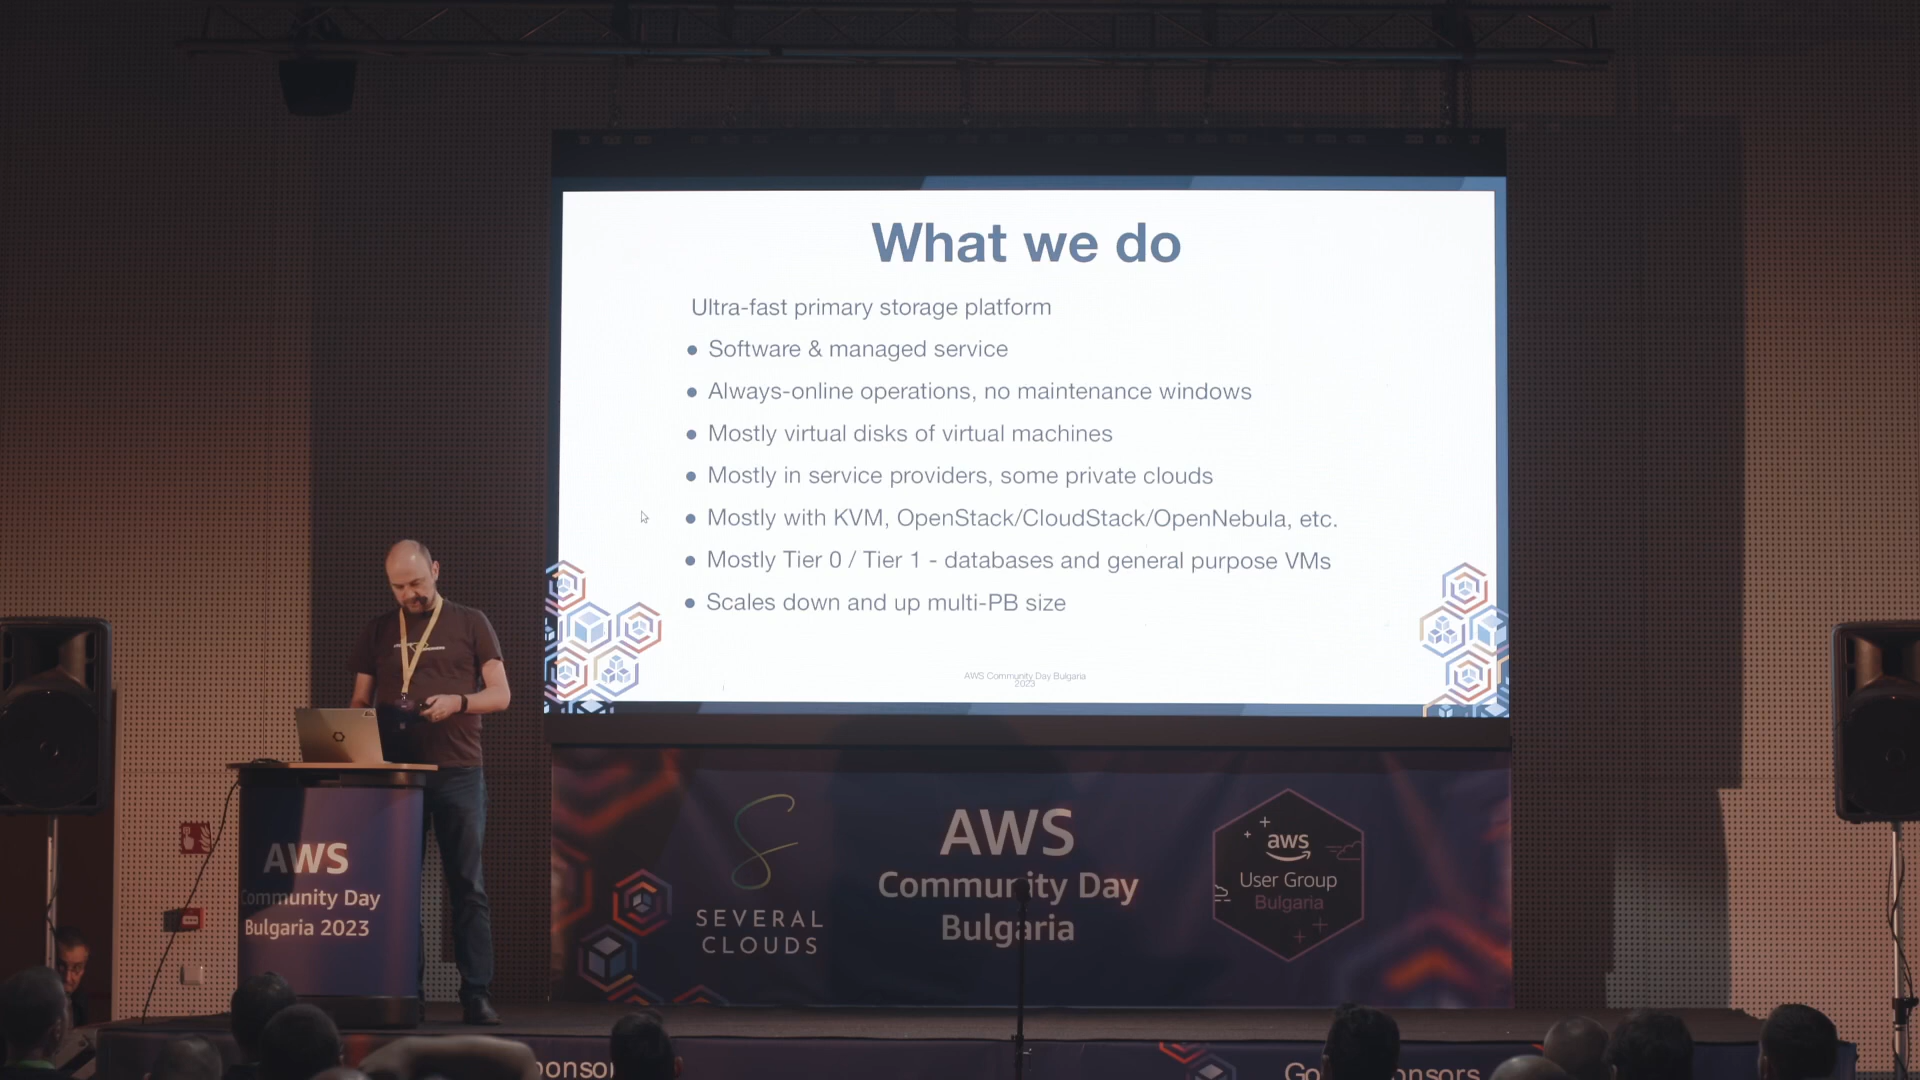 What we do
Ultra-fast primary storage platform
● Software & managed service
● Always-online operations, no maintenance windows
● Mostly virtual disks of virtual machines
● Mostly in service providers, some private clouds
● Mostly with KVM, OpenStack/CloudStack/OpenNebula, etc.
● Mostly Tier 0 / Tier 1 - databases and general purpose VMs
● Scales down and up multi-PB size
AWS Community Day Bulgaria
2023
AWS
Community Day
Bulgaria 2023
SEVERAL
CLOUDS
AWS
Community Day
Bulgaria
aws
User Group
Bulgaria